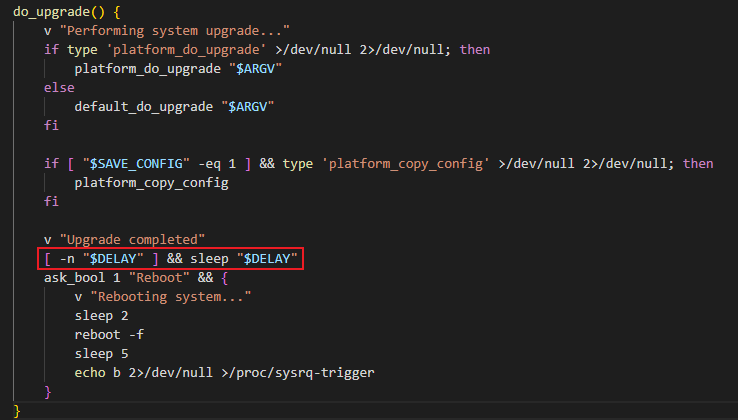 do_upgrade() {
    v "Performing system upgrade..."
    if type 'platform_do_upgrade' >/dev/null 2>/dev/null; then
        platform_do_upgrade "$ARGV"
    else
        default_do_upgrade "$ARGV"
    fi

    if [ "$SAVE_CONFIG" -eq 1 ] && type 'platform_copy_config' >/dev/null 2>/dev/null; then
        platform_copy_config
    fi

    v "Upgrade completed"
    [ -n "$DELAY" ] && sleep "$DELAY"
    ask_bool 1 "Reboot" && {
        v "Rebooting system..."
        sleep 2
        reboot -f
        sleep 5
        echo b 2>/dev/null >/proc/sysrq-trigger
    }
}